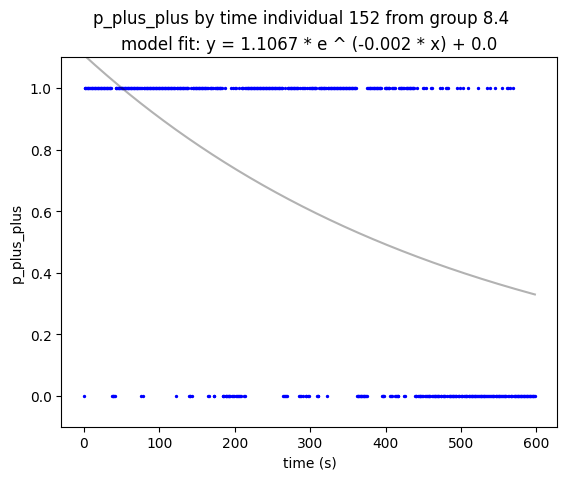 p_plus_plus by time individual 152 from group 8.4
model fit: y = 1.1067 * e ^ (-0.002 * x) + 0.0
1.0
0.8
0.6
0.4
0.2
0.0
p_plus_plus
0 100 200 300 400 500 600
time (s)